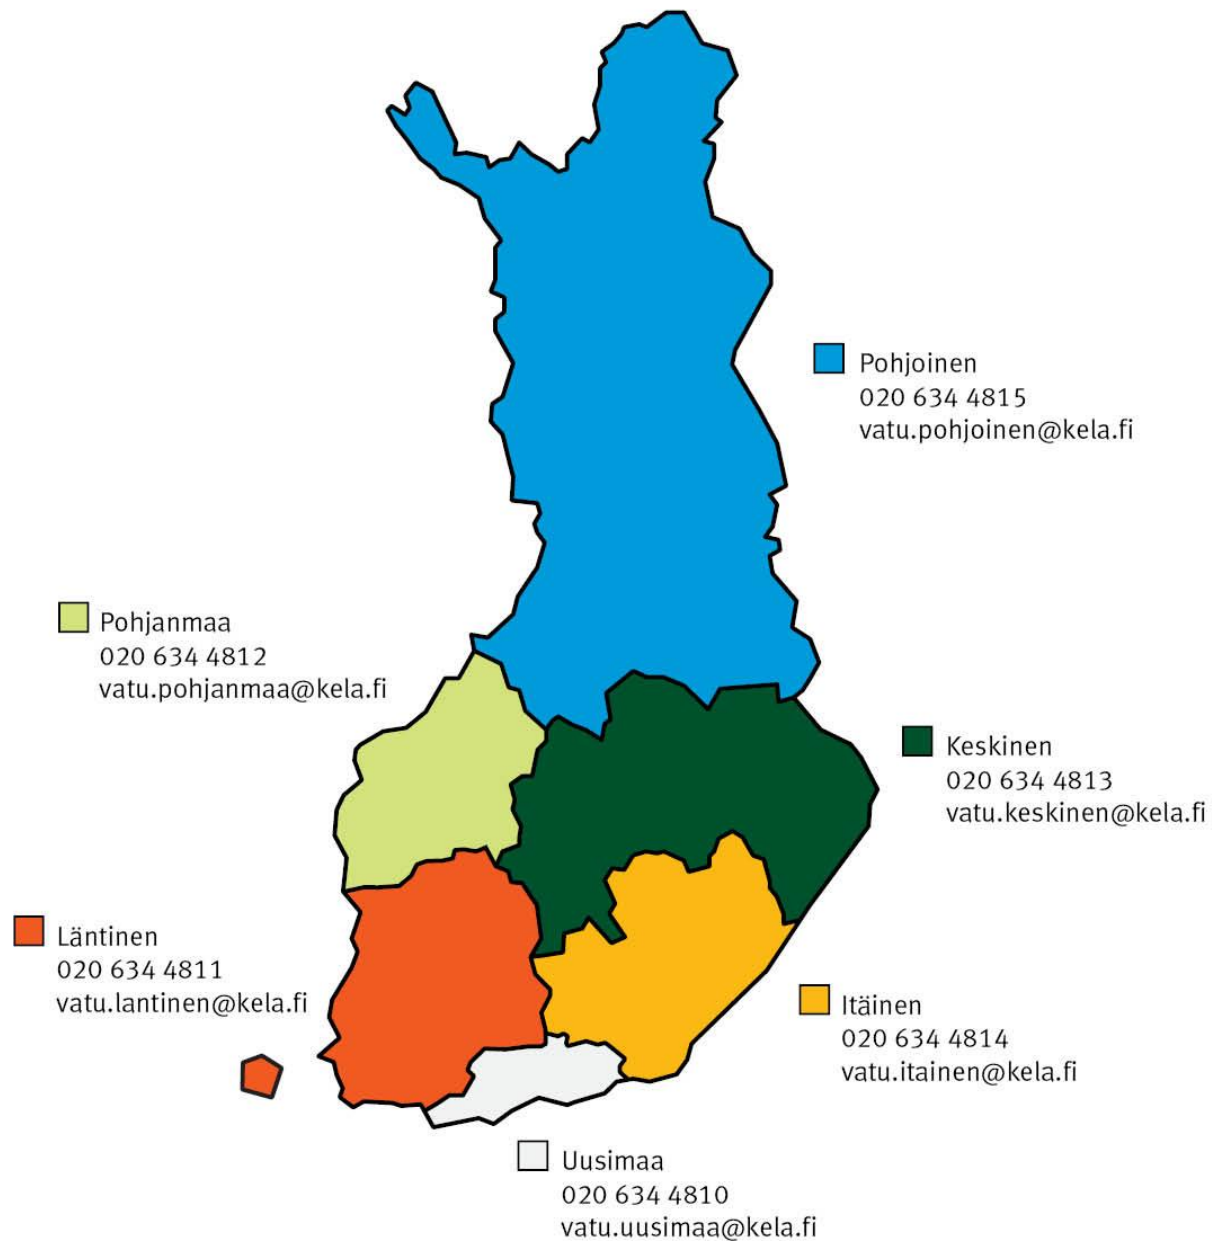 Pohjoinen
020 634 4815
vatu.pohjoinen@kela.fi
Pohjanmaa
020 634 4812
vatu.pohjanmaa@kela.fi
Keskinen
020 634 4813
vatu.keskinen@kela.fi
Läntinen
020 634 4811
vatu.lantinen@kela.fi
Itäinen
020 634 4814
vatu.itainen@kela.fi
Uusimaa
020 634 4810
vatu.uusimaa@kela.fi